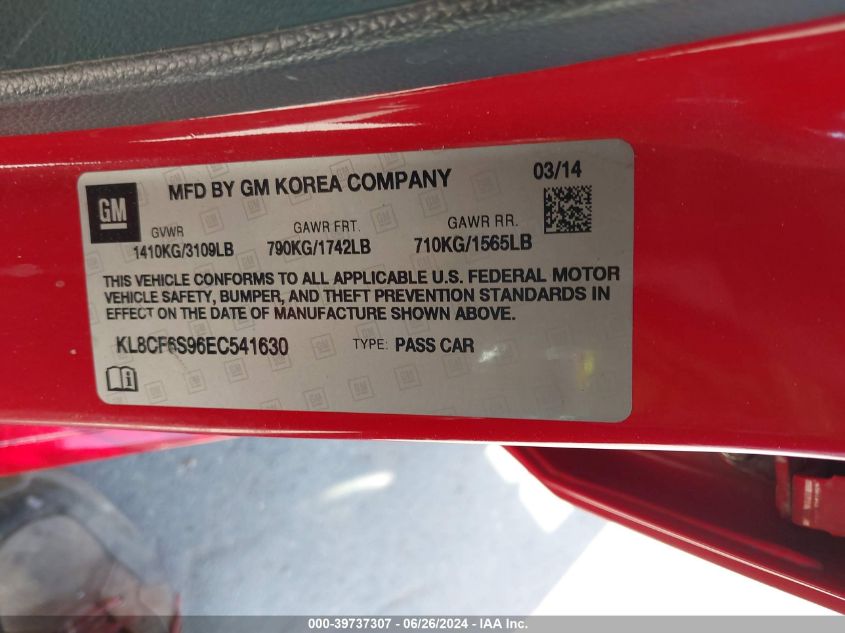 GM
MFD BY GM KOREA COMPANY
03/14
GVWR
1410KG/3109LB
GAWR FRT.
790KG/1742LB
GAWR RR.
710KG/1565LB
THIS VEHICLE CONFORMS TO ALL APPLICABLE U.S. FEDERAL MOTOR
VEHICLE SAFETY, BUMPER, AND THEFT PREVENTION STANDARDS IN
EFFECT ON THE DATE OF MANUFACTURE SHOWN ABOVE.
KL8CF6S96EC541630
TYPE: PASS CAR
000-39737307 - 06/26/2024 - IAA Inc.